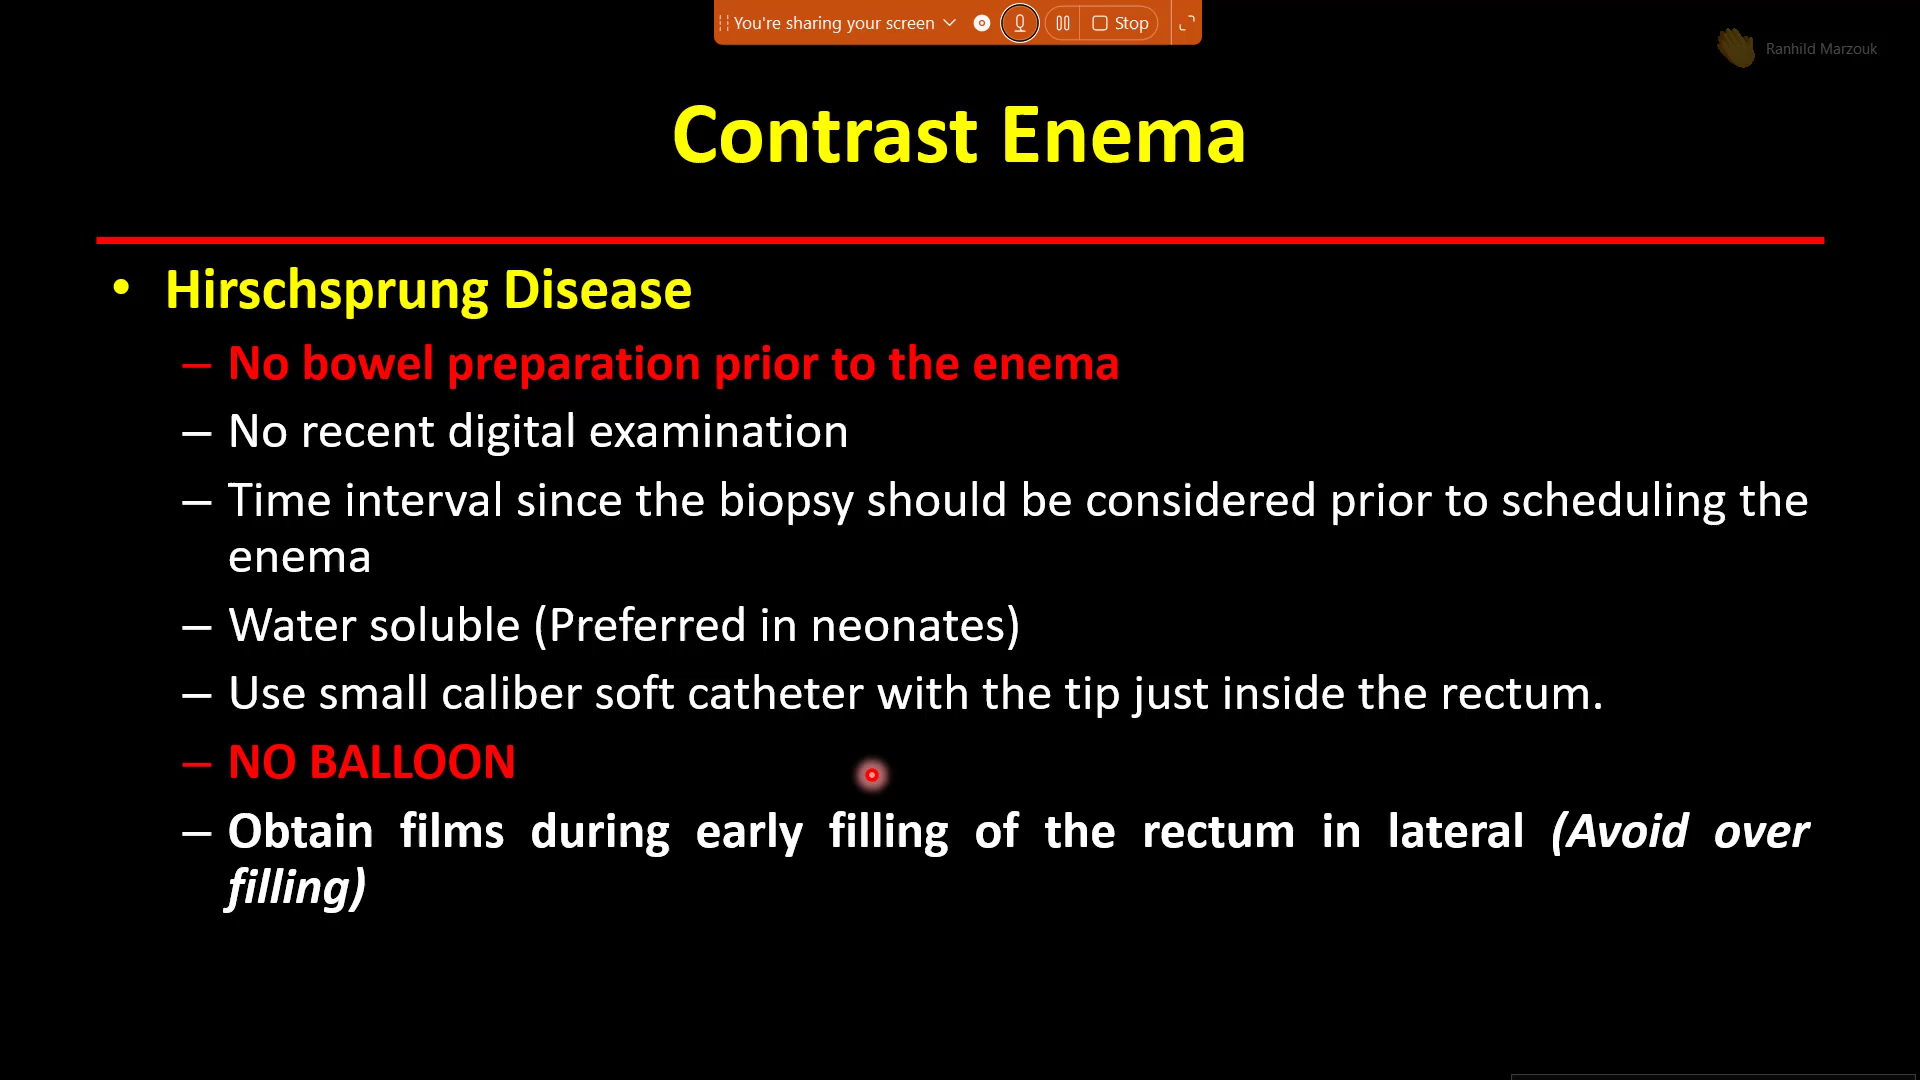 You're sharing your screen
Stop
Ranhild Marzouk
Contrast Enema
• Hirschsprung Disease
– No bowel preparation prior to the enema
– No recent digital examination
– Time interval since the biopsy should be considered prior to scheduling the
enema
– Water soluble (Preferred in neonates)
– Use small caliber soft catheter with the tip just inside the rectum.
– NO BALLOON
– Obtain films during early filling of the rectum in lateral (Avoid over
filling)